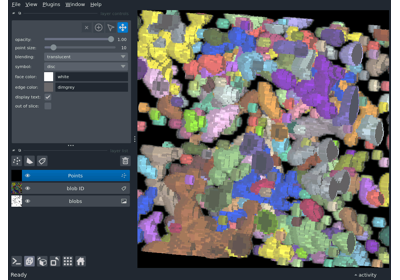 File View Plugins Window Help
opacity: 1.00
point size: 10
blending: translucent
symbol: disc
face color: white
edge color: dimgrey
display text:
out of slice:
Points
blob ID
blobs
Ready
activity